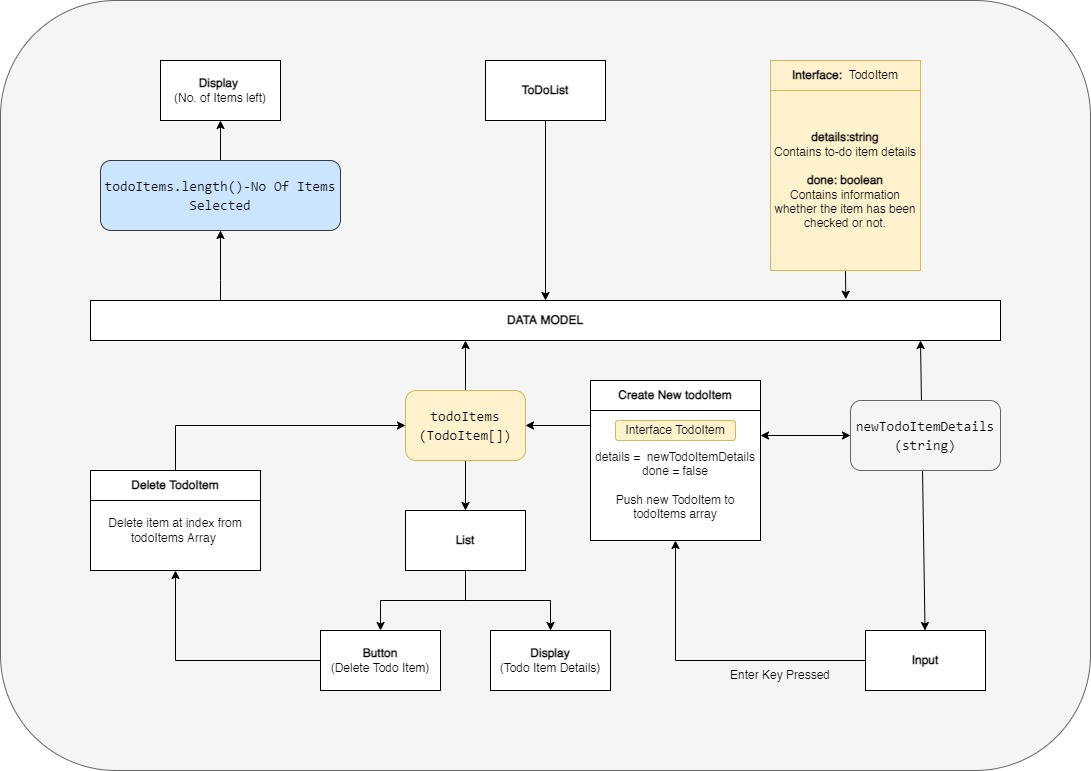 Display
(No. of Items left)
ToDoList
Interface: TodoItem
details:string
Contains to-do item details
done: boolean
Contains information
whether the item has been
checked or not.
todoItems.length()-No Of Items
Selected
DATA MODEL
todoItems
(TodoItem[])
Create New todoItem
Interface TodoItem
details = newTodoItemDetails
done = false
Push new TodoItem to
todoItems array
newTodoItemDetails
(string)
Delete TodoItem
Delete item at index from
todoItems Array
List
Button
(Delete Todo Item)
Display
(Todo Item Details)
Input
Enter Key Pressed